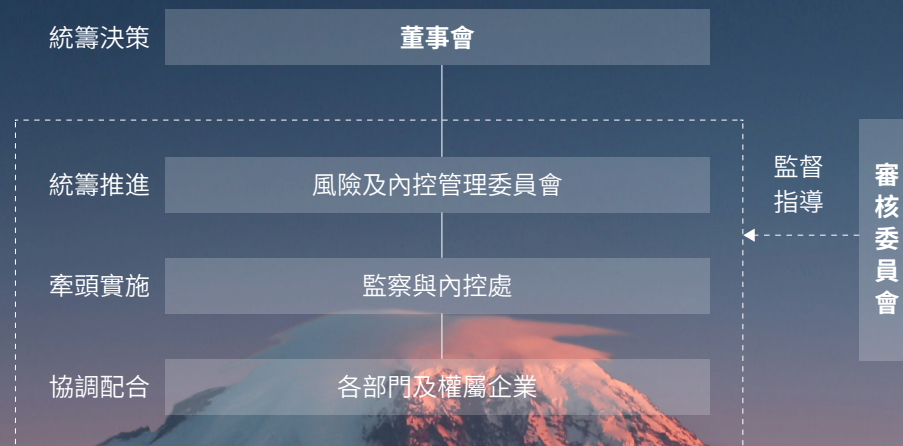 統籌決策
董事會
統籌推進
風險及內控管理委員會
監督
指導
審核委員會
牽頭實施
監察與內控處
協調配合
各部門及權屬企業